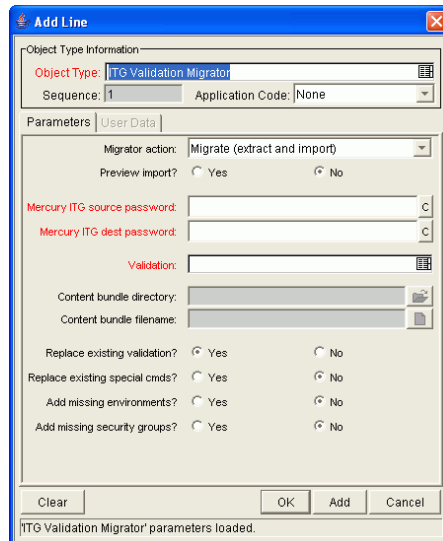 Add Line
Object Type Information
Object Type: ITG Validation Migrator
Sequence: 1 Application Code: None
Parameters User Data
Migrator action: Migrate (extract and import)
Preview import? Yes No
Mercury ITG source password: C
Mercury ITG dest password: C
Validation:
Content bundle directory:
Content bundle filename:
Replace existing validation? Yes No
Replace existing special cmds? Yes No
Add missing environments? Yes No
Add missing security groups? Yes No
Clear OK Add Cancel
'ITG Validation Migrator' parameters loaded.